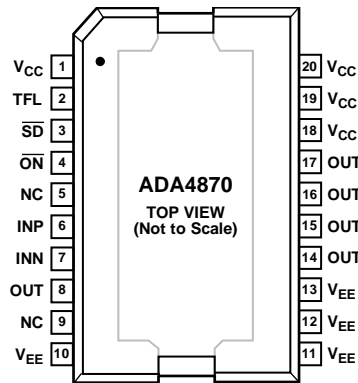 VCC 1
TFL 2
SD 3
ON 4
NC 5
INP 6
INN 7
OUT 8
NC 9
VEE 10
ADA4870
TOP VIEW
(Not to Scale)
20 VCC
19 VCC
18 VCC
17 OUT
16 OUT
15 OUT
14 OUT
13 VEE
12 VEE
11 VEE